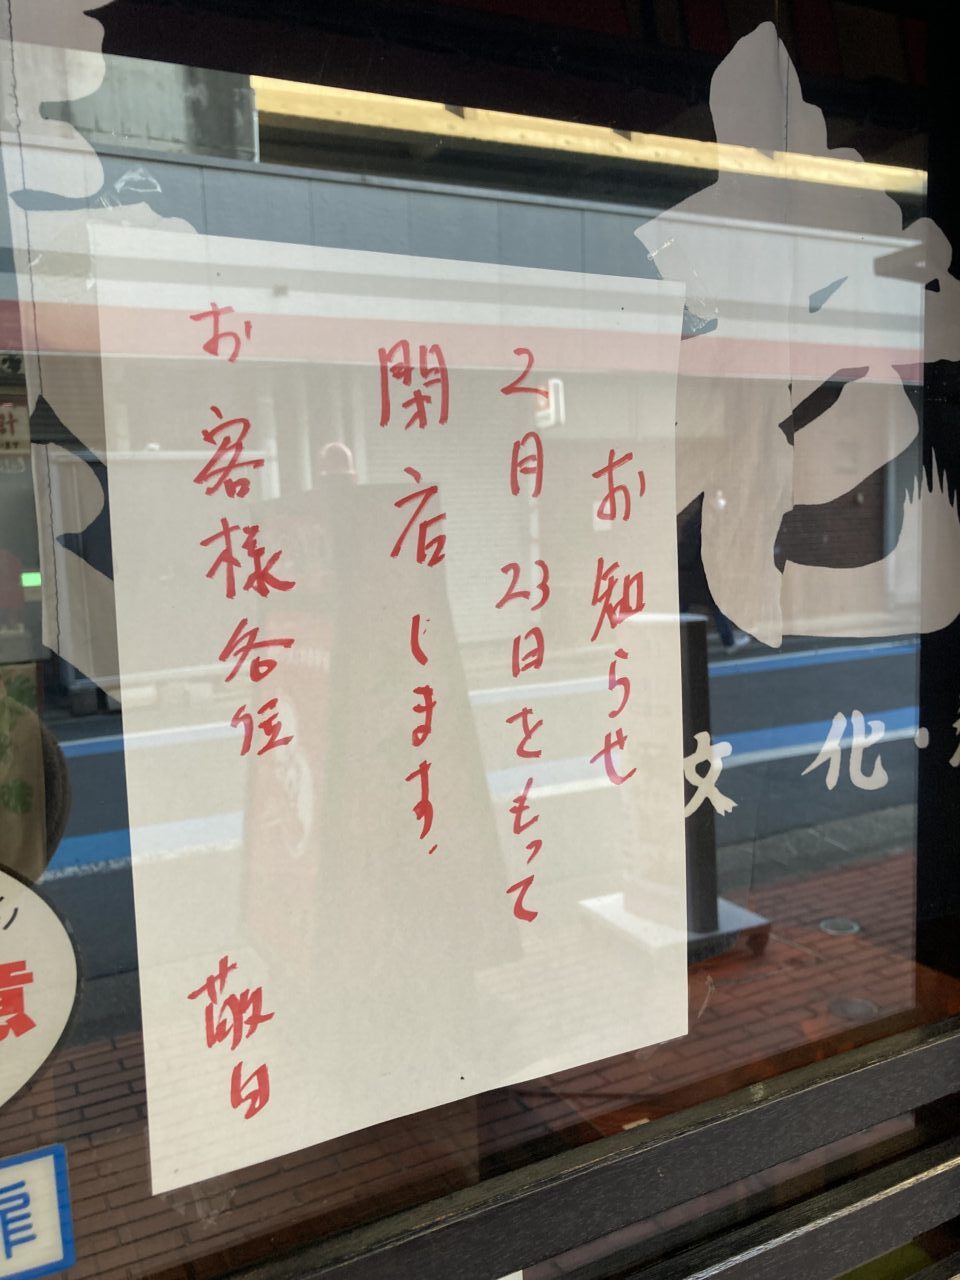 お知らせ
2月23日をもって
閉店します.
お客様各位
敬白
文化・